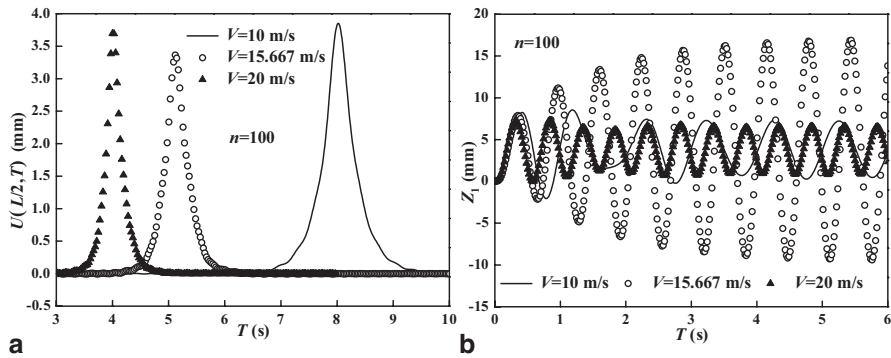 4.0
3.5
3.0
2.5
2.0
1.5
1.0
0.5
0.0
-0.5
U(L/2,T) (mm)
V=10 m/s
V=15.667 m/s
V=20 m/s
n=100
3 4 5 6 7 8 9 10
T (s)
a
20
15
10
5
0
-5
-10
-15
Z1 (mm)
n=100
V=10 m/s V=15.667 m/s V=20 m/s
0 1 2 3 4 5 6
T (s)
b